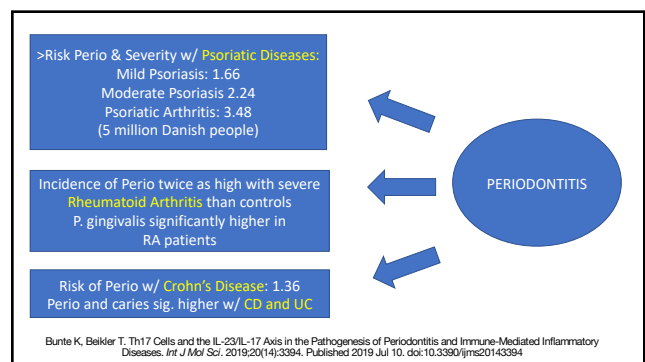 >Risk Perio & Severity w/ Psoriatic Diseases:
Mild Psoriasis: 1.66
Moderate Psoriasis 2.24
Psoriatic Arthritis: 3.48
(5 million Danish people)
Incidence of Perio twice as high with severe
Rheumatoid Arthritis than controls
P. gingivalis significantly higher in
RA patients
Risk of Perio w/ Crohn's Disease: 1.36
Perio and caries sig. higher w/ CD and UC
PERIODONTITIS
Bunte K, Beikler T. Th17 Cells and the IL-23/IL-17 Axis in the Pathogenesis of Periodontitis and Immune-Mediated Inflammatory
Diseases. Int J Mol Sci. 2019;20(14):3394. Published 2019 Jul 10. doi:10.3390/ijms20143394